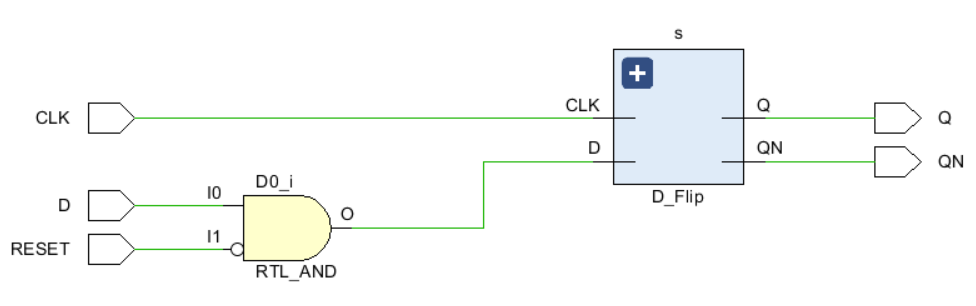 s
CLK
CLK
Q
Q
D
QN
QN
D_Flip
D
I0
D0_i
O
RESET
I1
RTL_AND